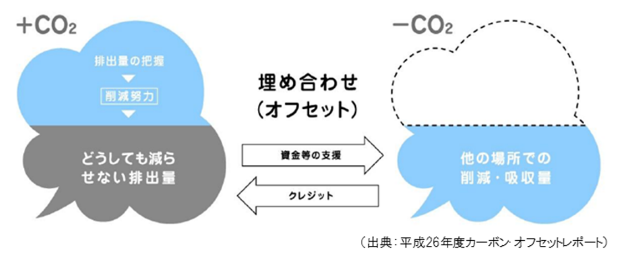 +CO₂
排出量の把握
削減努力
どうしても減ら
せない排出量
埋め合わせ
(オフセット)
資金等の支援
クレジット
−CO₂
他の場所での
削減・吸収量
(出典:平成26年度カーボン オフセットレポート)